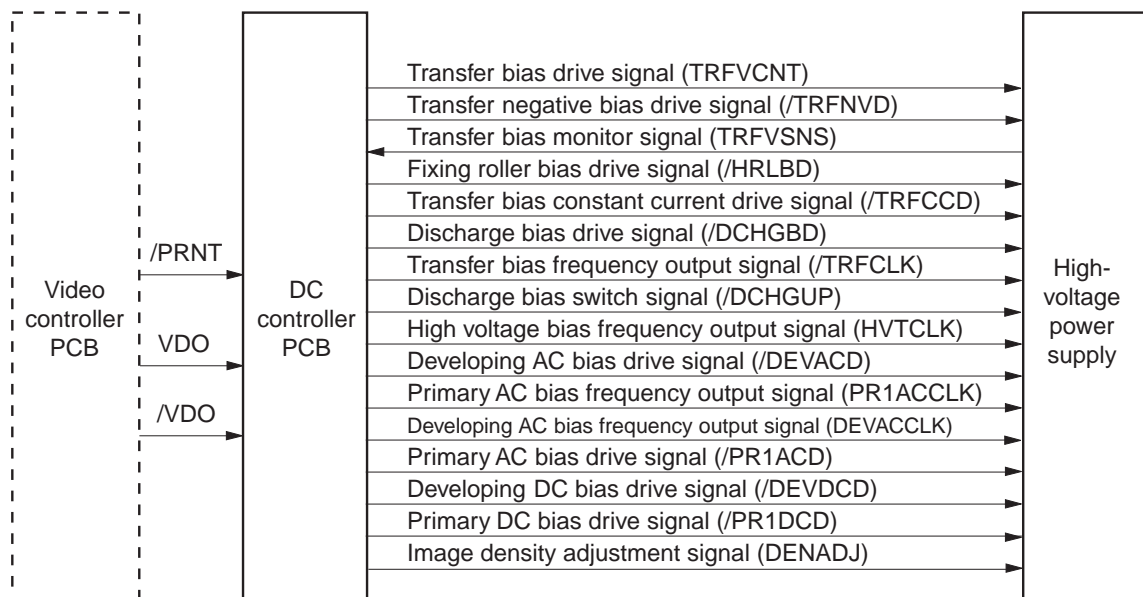 Transfer bias drive signal (TRFVCNT)
Transfer negative bias drive signal (/TRFNVD)
Transfer bias monitor signal (TRFVSNS)
Fixing roller bias drive signal (/HRLBD)
Transfer bias constant current drive signal (/TRFCCD)
Discharge bias drive signal (/DCHGBD)
Transfer bias frequency output signal (/TRFCLK)
Discharge bias switch signal (/DCHGUP)
High voltage bias frequency output signal (HVTCLK)
Developing AC bias drive signal (/DEVACD)
Primary AC bias frequency output signal (PR1ACCLK)
Developing AC bias frequency output signal (DEVACCLK)
Primary AC bias drive signal (/PR1ACD)
Developing DC bias drive signal (/DEVDCD)
Primary DC bias drive signal (/PR1DCD)
Image density adjustment signal (DENADJ)
/PRNT
VDO
/VDO
Video
controller
PCB
DC
controller
PCB
High-
voltage
power
supply